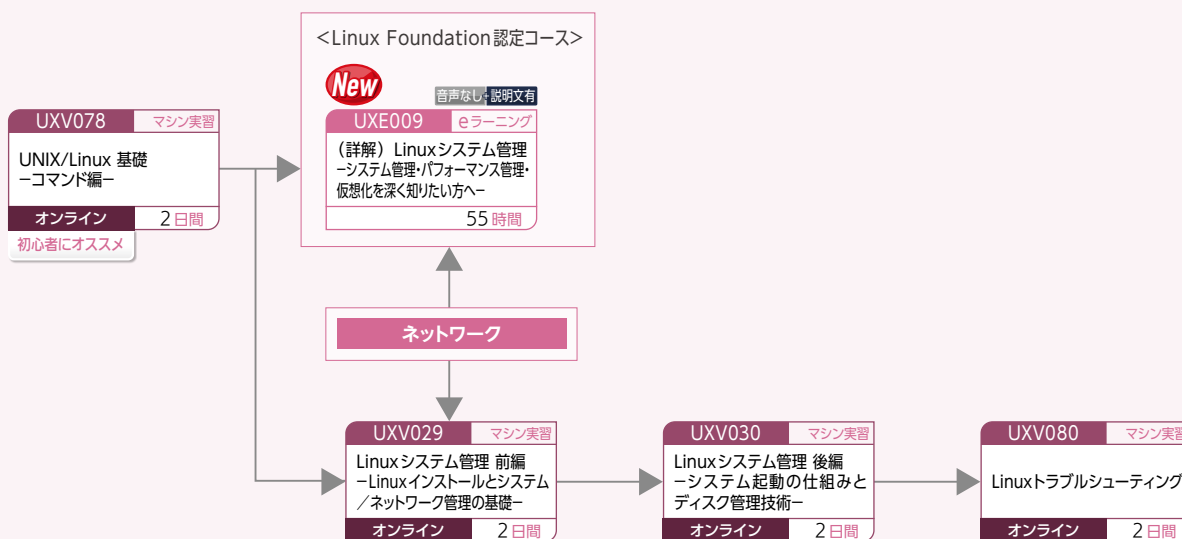 <Linux Foundation認定コース>
New
音声なし+説明文有
UXV078 マシン実習
UNIX/Linux 基礎
−コマンド編−
オンライン 2日間
初心者にオススメ
UXE009 eラーニング
(詳解) Linuxシステム管理
−システム管理・パフォーマンス管理・
仮想化を深く知りたい方へ−
55時間
ネットワーク
UXV029 マシン実習
Linuxシステム管理 前編
−Linuxインストールとシステム
/ネットワーク管理の基礎−
オンライン 2日間
UXV030 マシン実習
Linuxシステム管理 後編
−システム起動の仕組みと
ディスク管理技術−
オンライン 2日間
UXV080 マシン実習
Linuxトラブルシューティング
オンライン 2日間